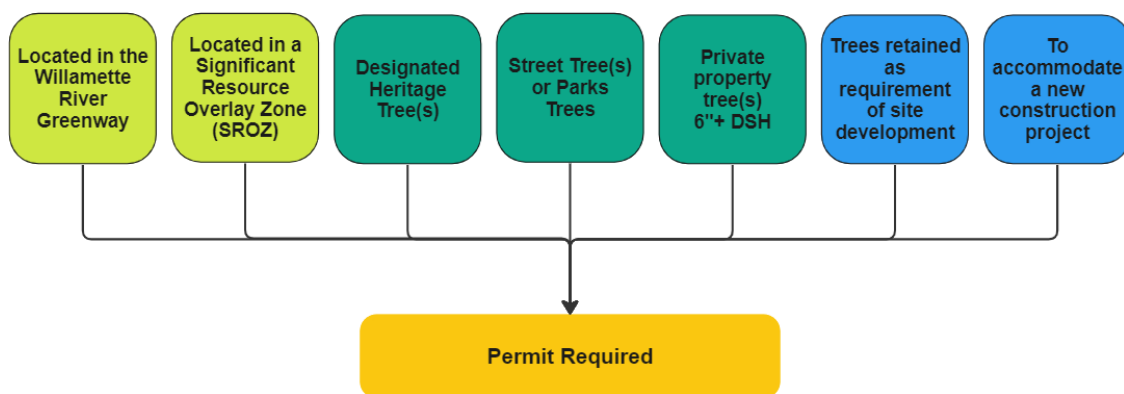 Located in the
Willamette
River
Greenway
Located in a
Significant
Resource
Overlay Zone
(SROZ)
Designated
Heritage
Tree(s)
Street Tree(s)
or Parks
Trees
Private
property
tree(s)
6"+ DSH
Trees retained
as
requirement
of site
development
To
accommodate
a new
construction
project
Permit Required